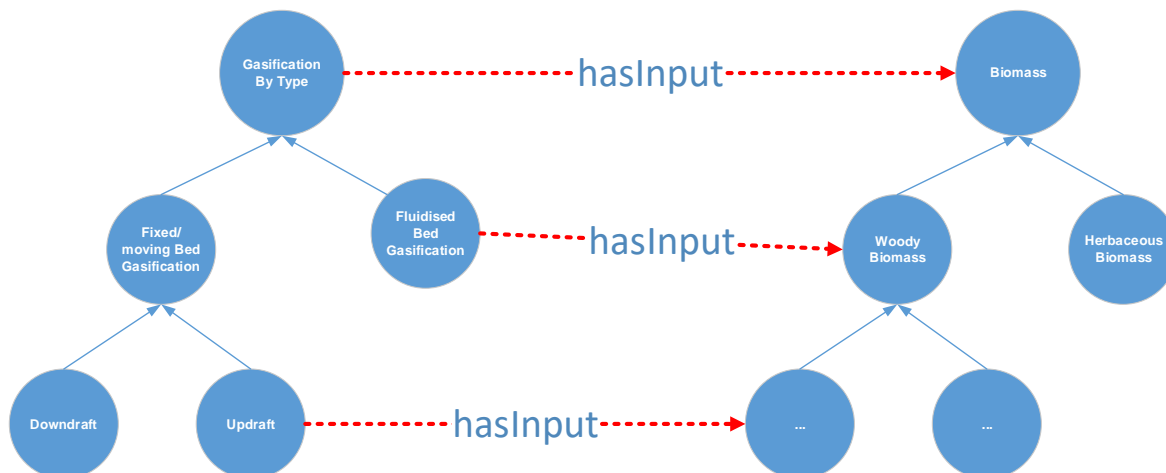 Gasification
By Type
hasInput
Biomass
Fixed/
moving Bed
Gasification
Fluidised
Bed
Gasification
hasInput
Woody
Biomass
Herbaceous
Biomass
Downdraft
Updraft
hasInput
...
...